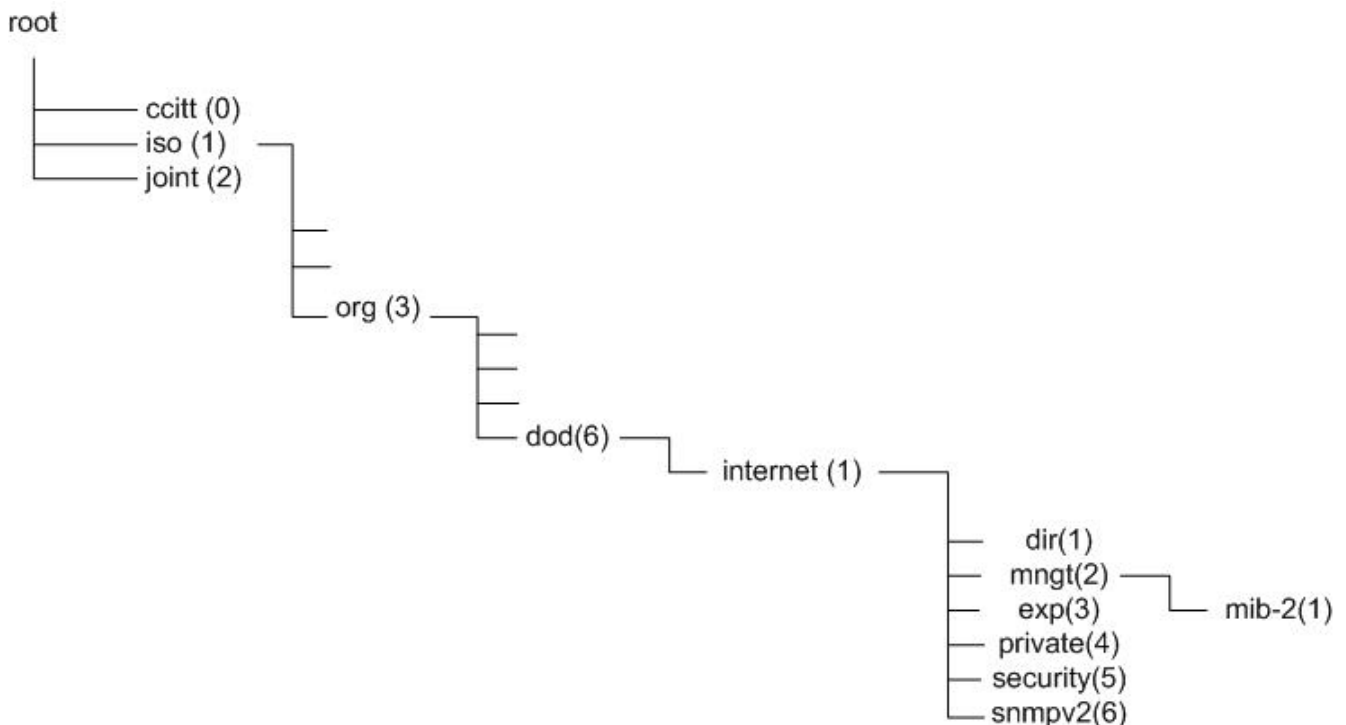 root
ccitt (0)
iso (1)
joint (2)
org (3)
dod(6)
internet (1)
dir(1)
mngt(2)
exp(3)
mib-2(1)
private(4)
security(5)
snmpv2(6)